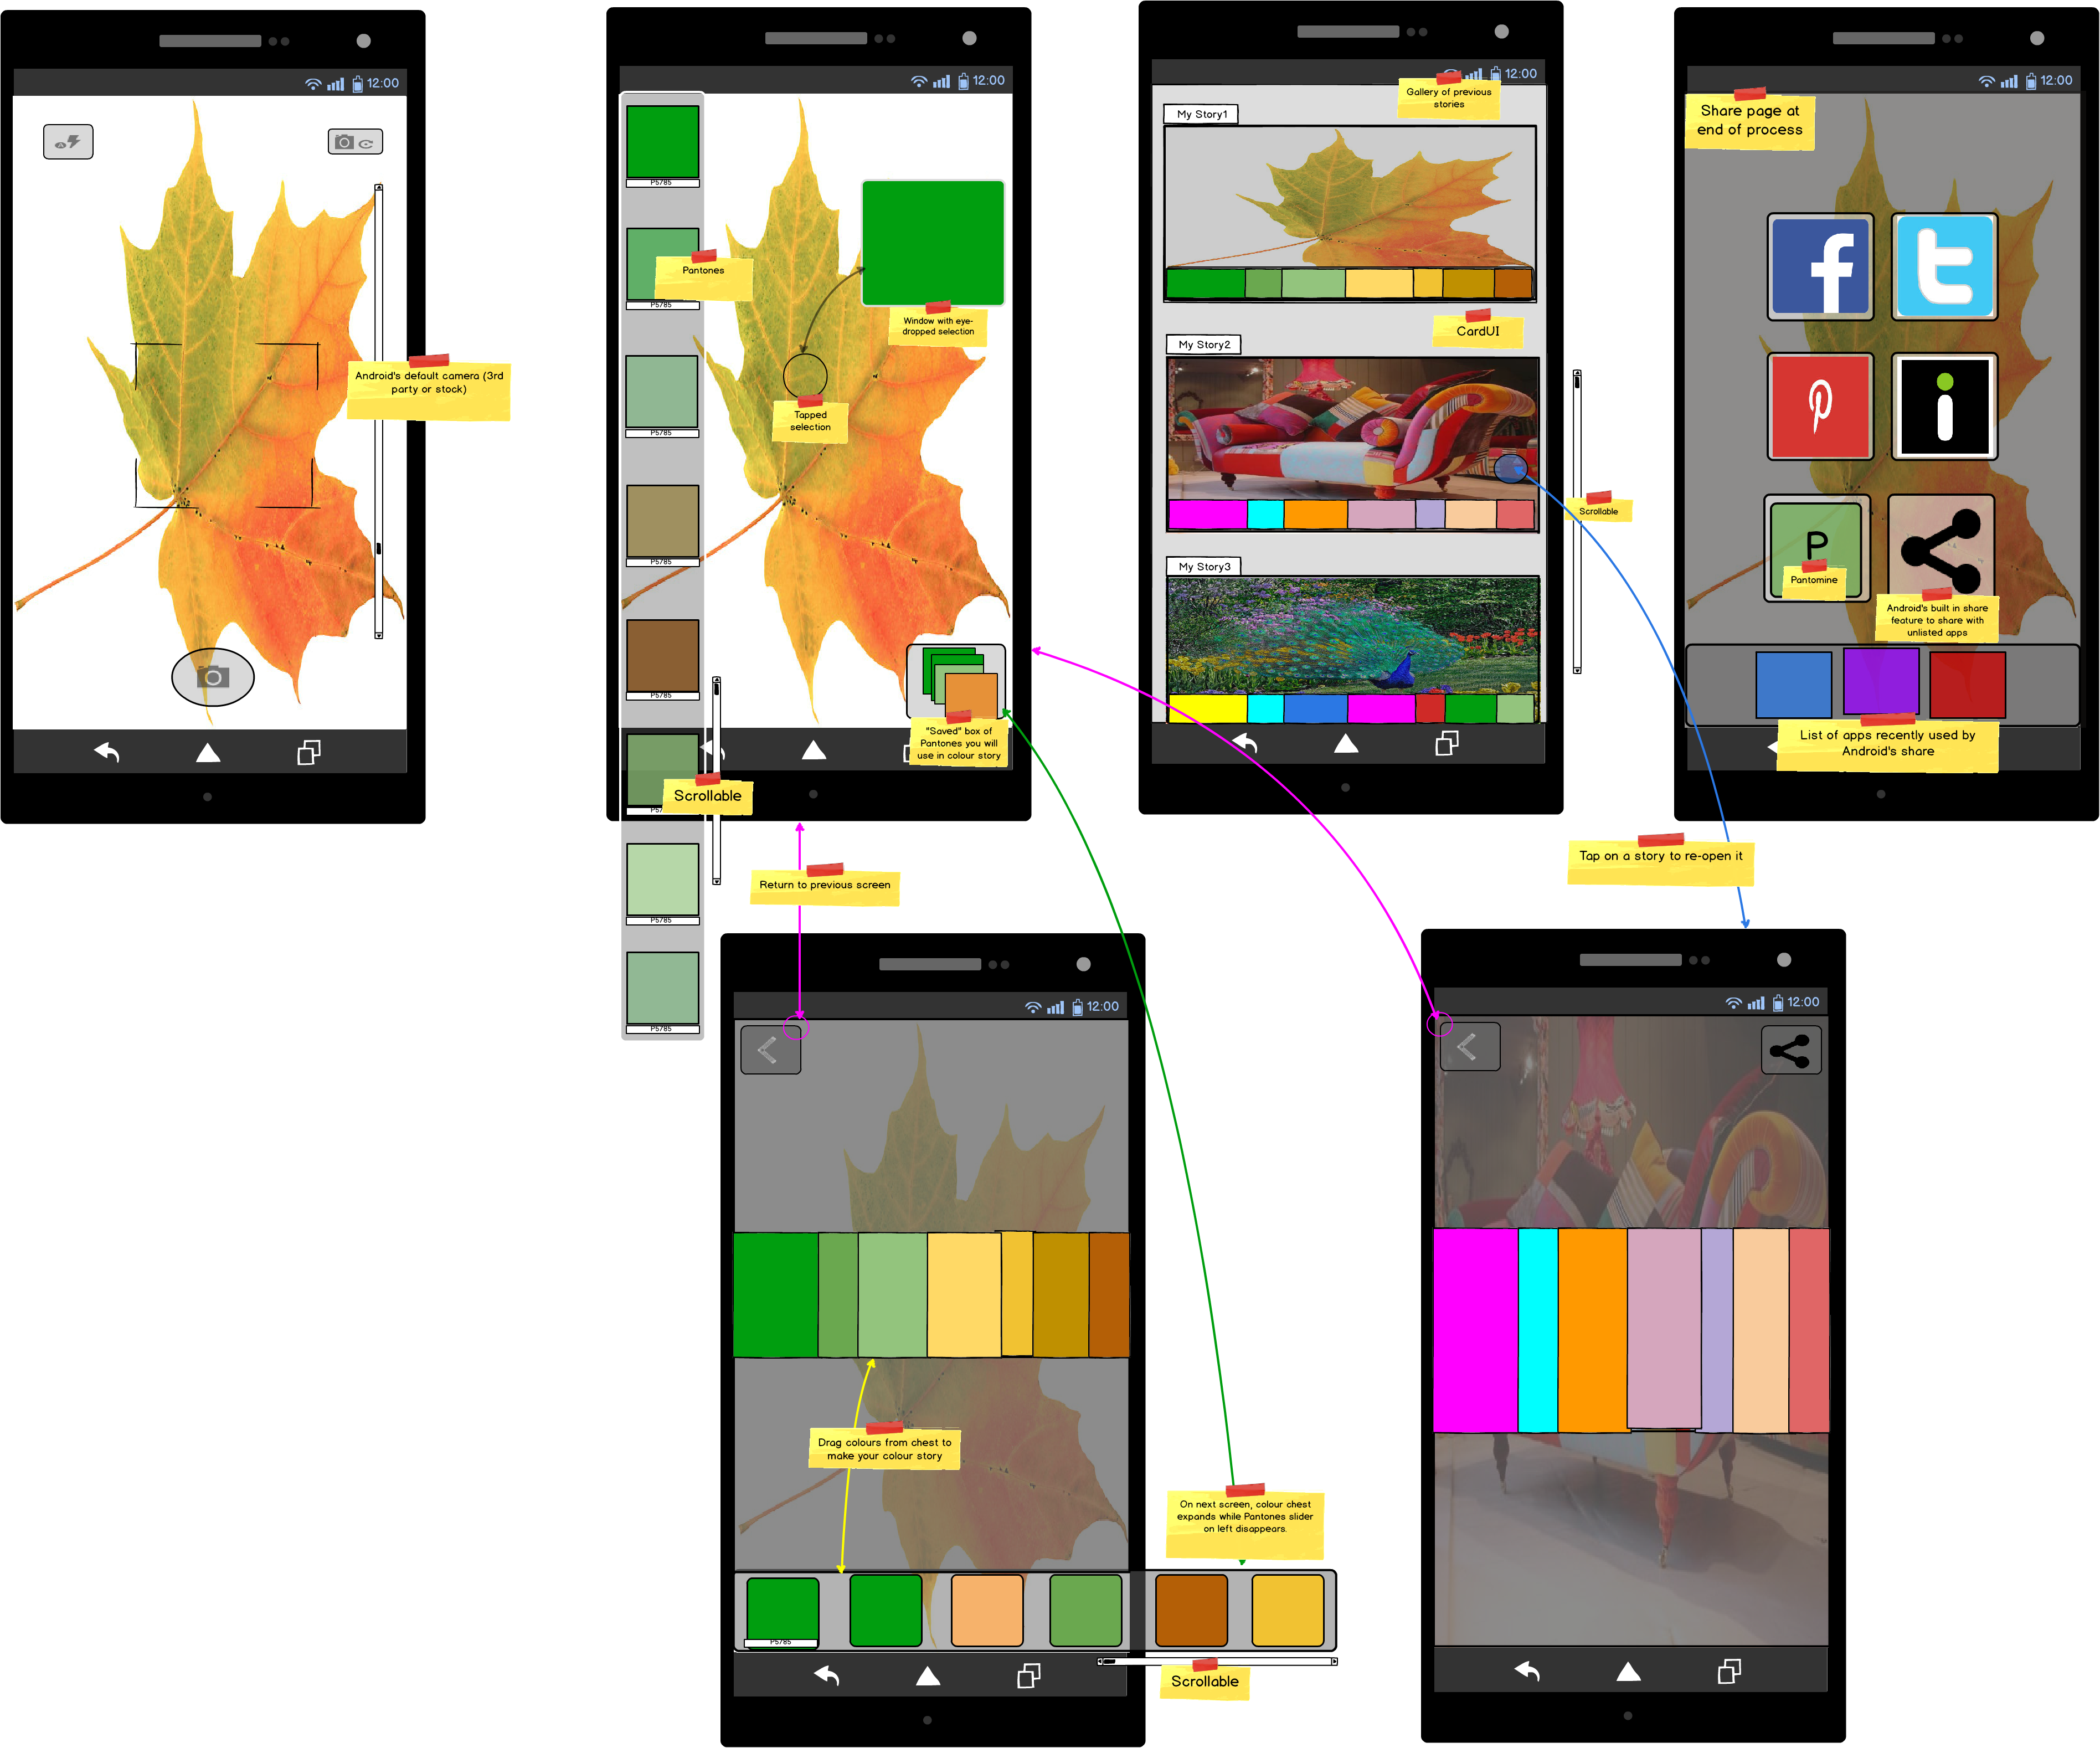 12:00
Android's default camera (3rd
party or stock)
12:00
P5785
Pantones
P5785
Window with eye-
dropped selection
Tapped
selection
P5785
P5785
P5785
"Saved" box of
Pantones you will
use in colour story
Scrollable
P57
P5785
P5785
Return to previous screen
12:00
Gallery of previous
stories
My Story1
CardUI
My Story2
Scrollable
My Story3
12:00
Share page at
end of process
f
t
P
i
P
Pantomine
Android's built in share
feature to share with
unlisted apps
List of apps recently used by
Android's share
Tap on a story to re-open it
12:00
Drag colours from chest to
make your colour story
On next screen, colour chest
expands while Pantones slider
on left disappears.
P5785
Scrollable
12:00